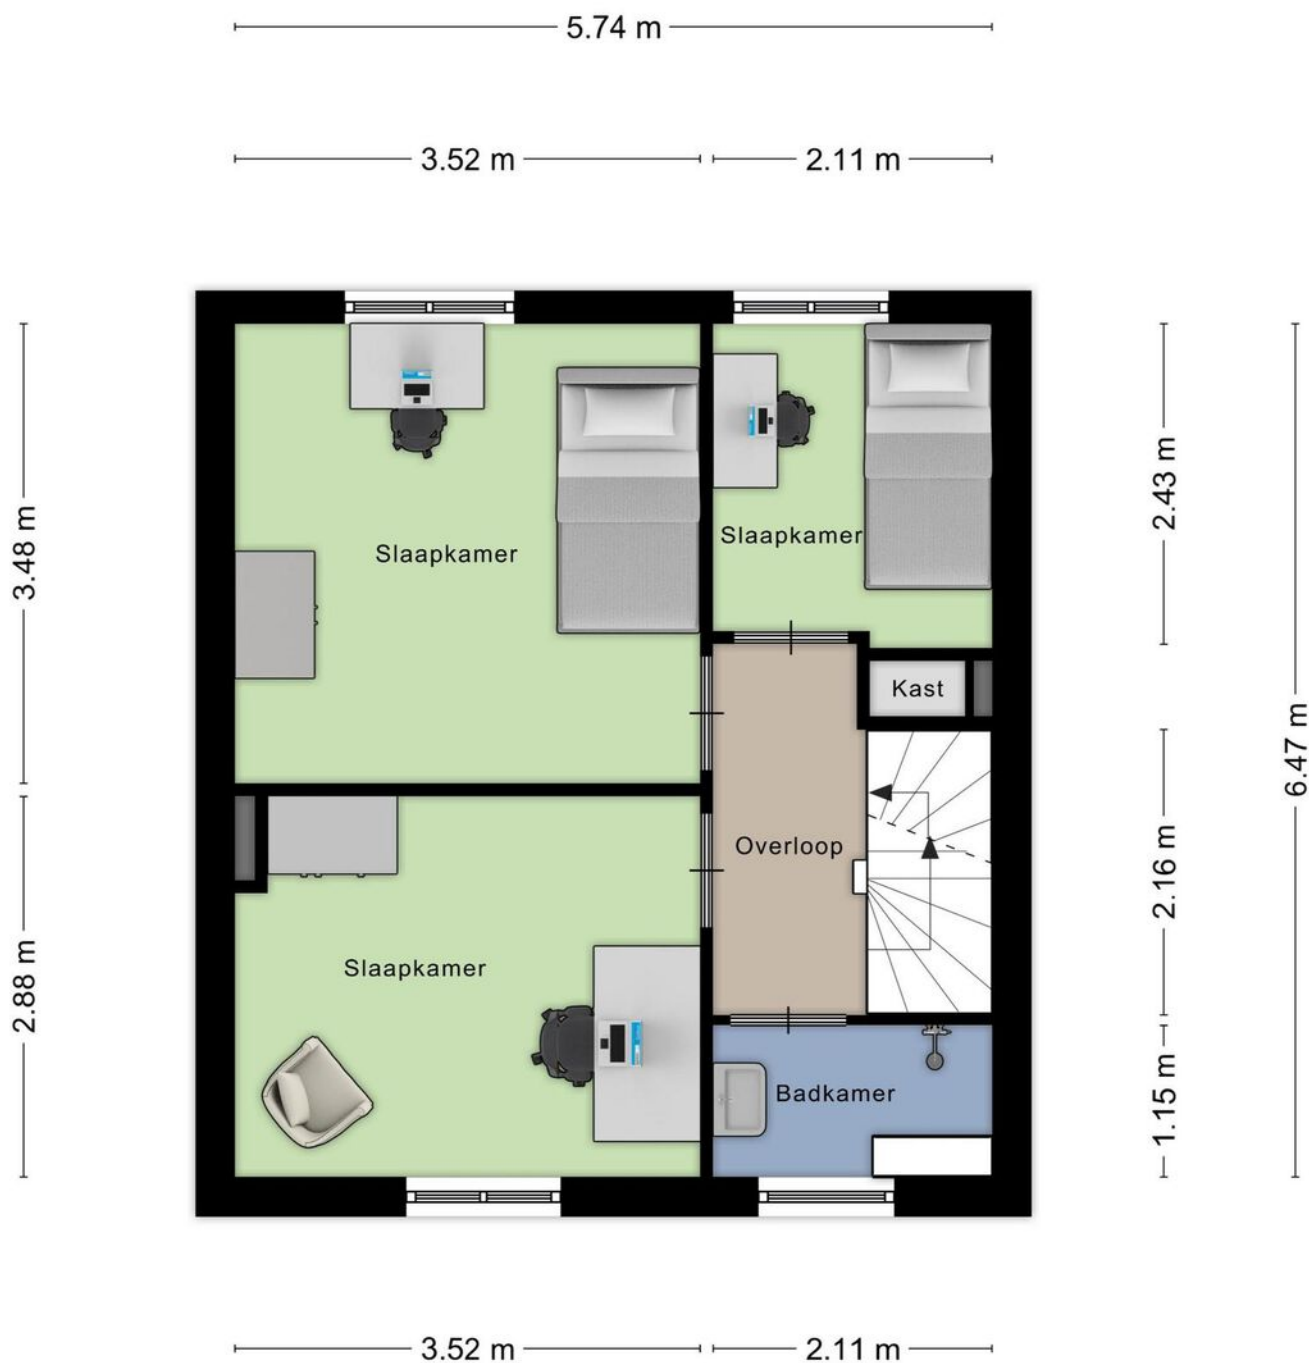 5.74 m
3.52 m
2.11 m
3.48 m
2.43 m
Slaapkamer
Slaapkamer
Kast
6.47 m
Overloop
2.16 m
2.88 m
Slaapkamer
Badkamer
1.15 m
3.52 m
2.11 m